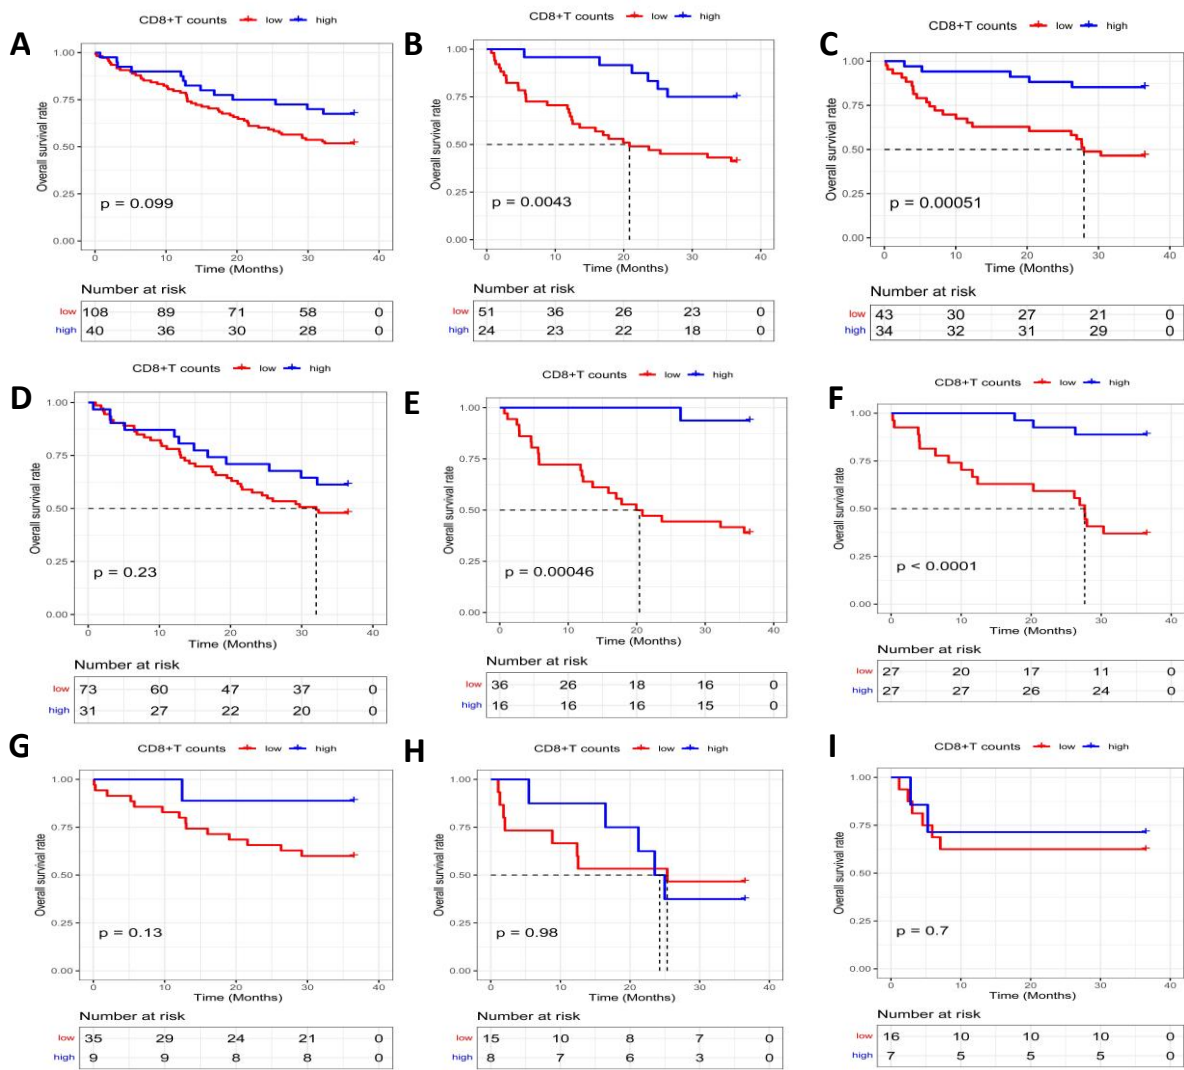 A
CD8+T counts low high
Overall survival rate
1.00
0.75
0.50
0.25
0.00
p = 0.099
0 10 20 30 40
Time (Months)
Number at risk
low 108 89 71 58 0
high 40 36 30 28 0
B
CD8+T counts low high
Overall survival rate
1.00
0.75
0.50
0.25
0.00
p = 0.0043
0 20 30 40
Time (Months)
Number at risk
low 51 36 26 23 0
high 24 23 22 18 0
C
CD8+T counts low high
Overall survival rate
1.00
0.75
0.50
0.25
0.00
p = 0.00051
0 10 20 30 40
Time (Months)
Number at risk
low 43 30 27 21 0
high 34 32 31 29 0
D
CD8+T counts low high
Overall survival rate
1.00
0.75
0.50
0.25
0.00
p = 0.23
0 10 20 30 40
Time (Months)
Number at risk
low 73 60 47 37 0
high 31 27 22 20 0
E
CD8+T counts low high
Overall survival rate
1.00
0.75
0.50
0.25
0.00
p = 0.00046
0 10 20 30 40
Time (Months)
Number at risk
low 36 26 18 16 0
high 16 16 16 15 0
F
CD8+T counts low high
Overall survival rate
1.00
0.75
0.50
0.25
0.00
p < 0.0001
0 10 20 30 40
Time (Months)
Number at risk
low 27 20 17 11 0
high 27 27 26 24 0
G
CD8+T counts low high
Overall survival rate
1.00
0.75
0.50
0.25
0.00
p = 0.13
0 10 20 30 40
Time (Months)
Number at risk
low 35 29 24 21 0
high 9 9 8 8 0
H
CD8+T counts low high
Overall survival rate
1.00
0.75
0.50
0.25
0.00
p = 0.98
0 10 20 30 40
Time (Months)
Number at risk
low 15 10 8 7 0
high 8 7 6 3 0
I
CD8+T counts low high
Overall survival rate
1.00
0.75
0.50
0.25
0.00
p = 0.7
0 10 20 30 40
Time (Months)
Number at risk
low 16 10 10 10 0
high 7 5 5 5 0